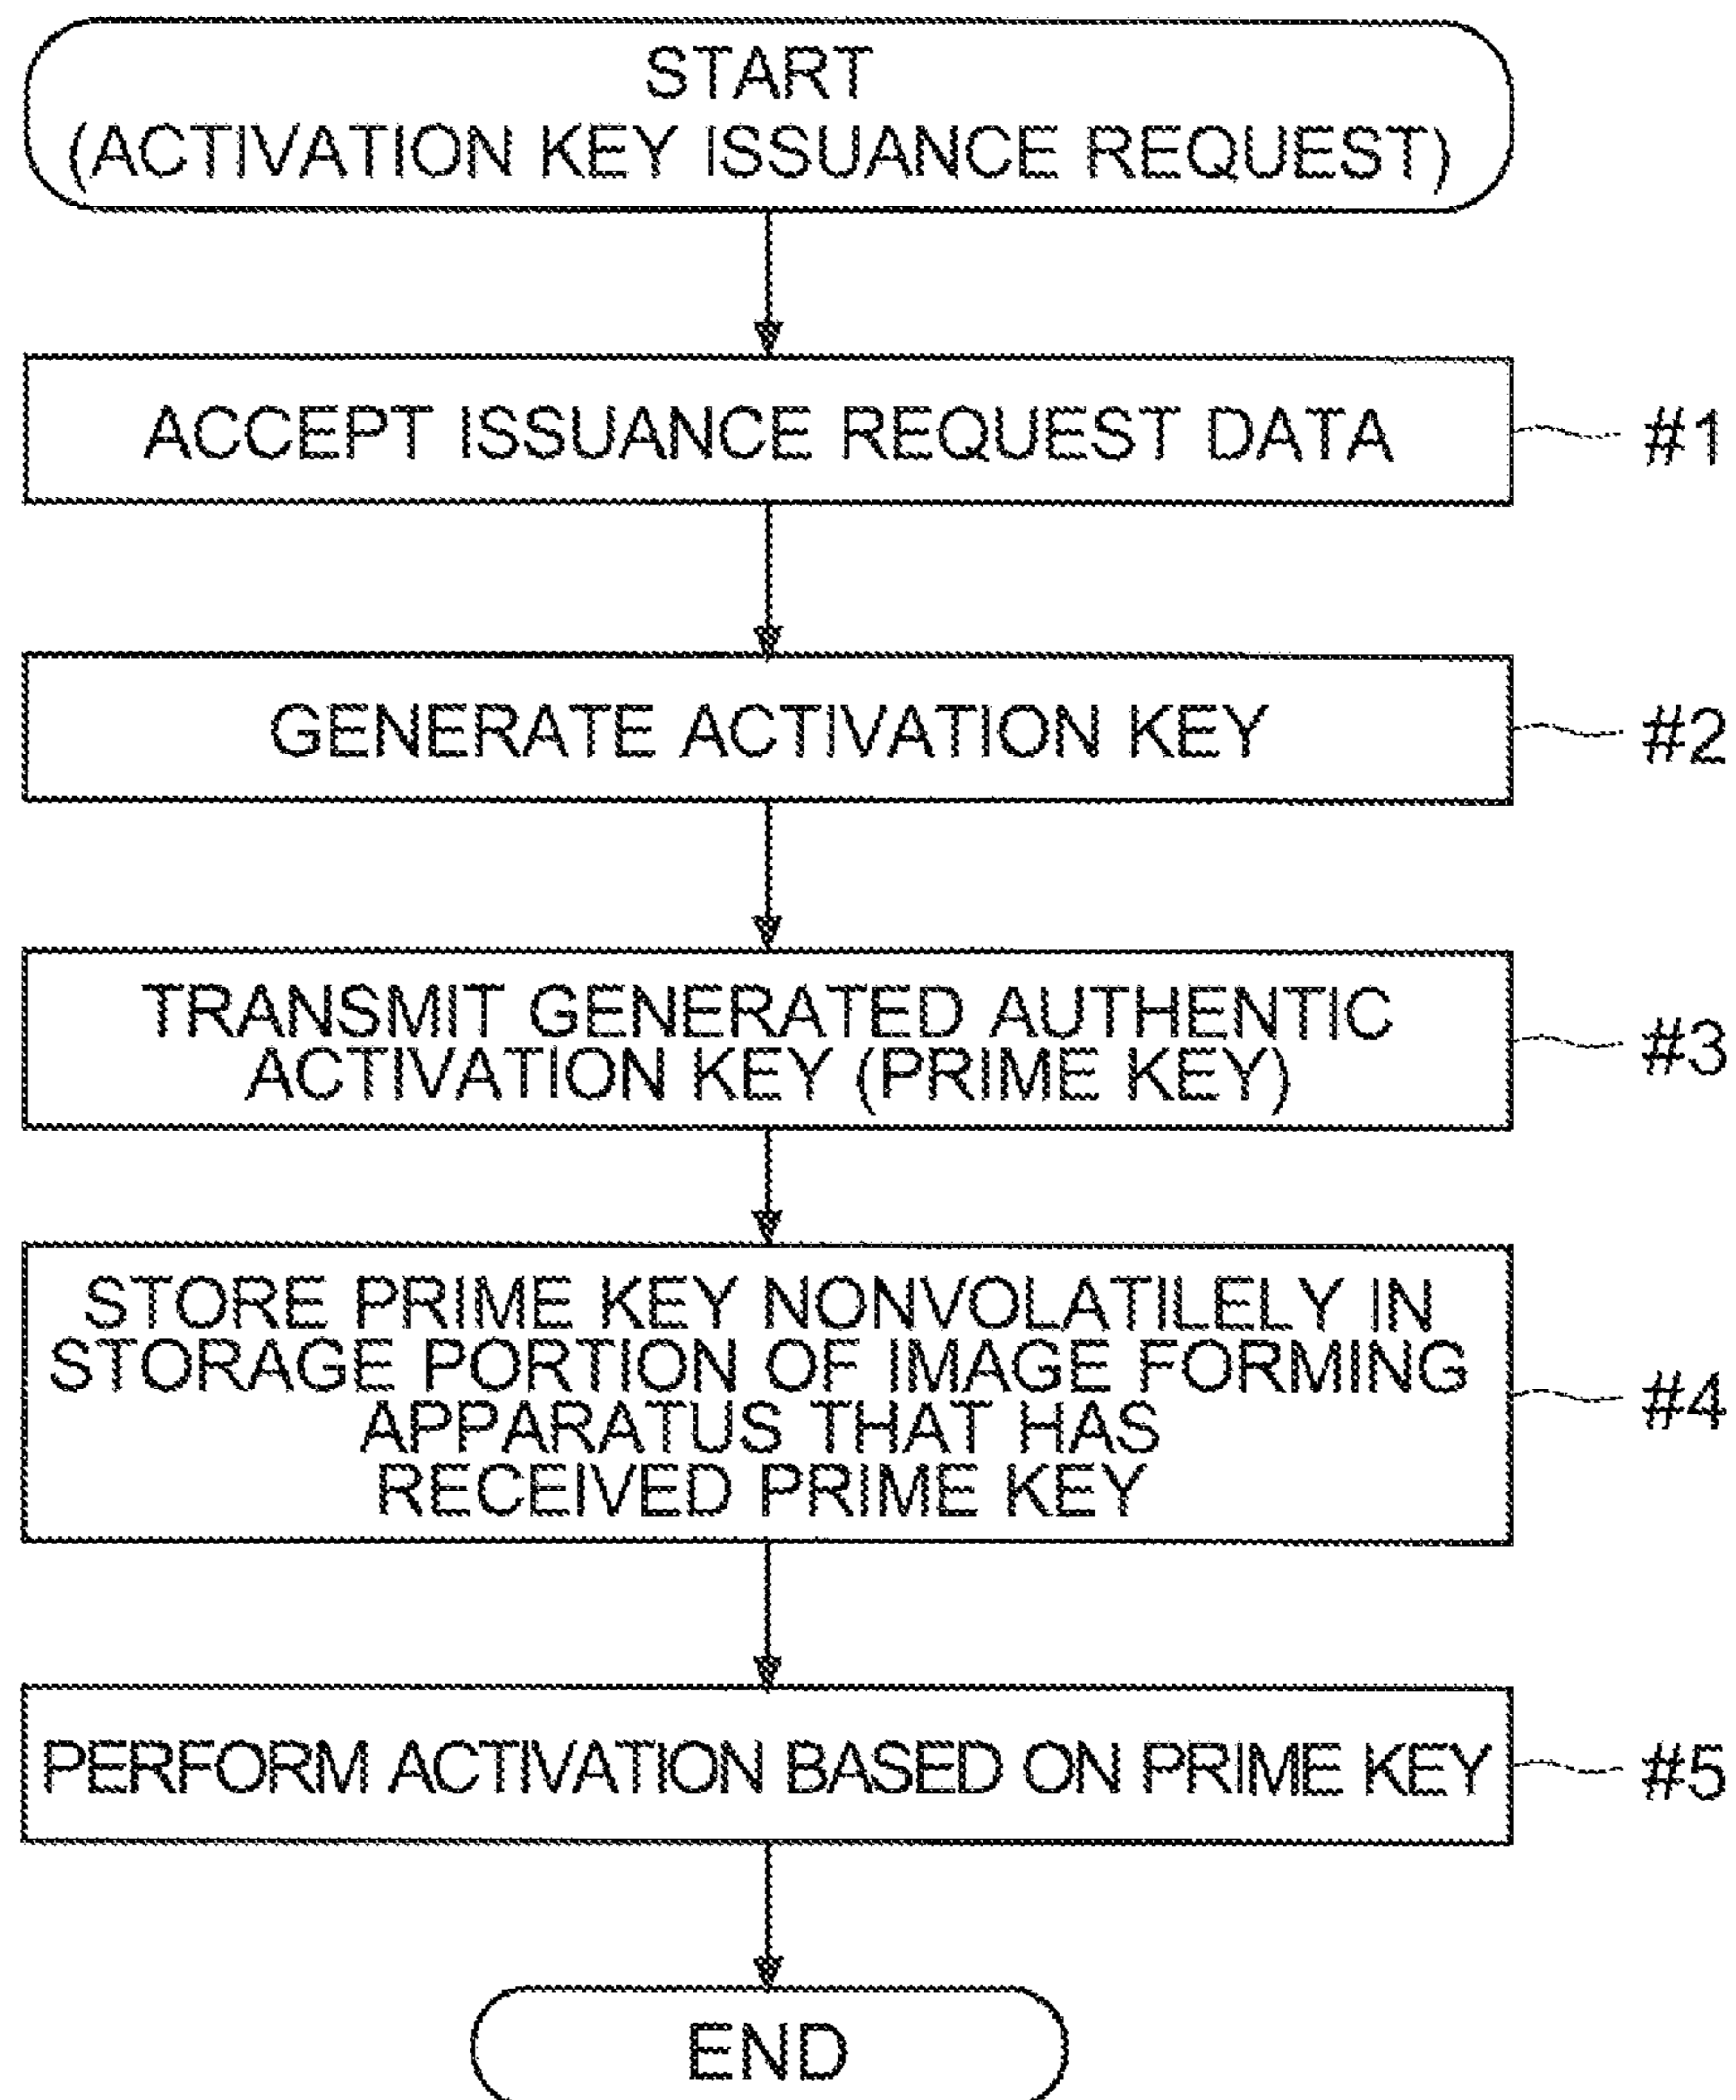 START
(ACTIVATION KEY ISSUANCE REQUEST)
ACCEPT ISSUANCE REQUEST DATA
#1
GENERATE ACTIVATION KEY
#2
TRANSMIT GENERATED AUTHENTIC
ACTIVATION KEY (PRIME KEY)
#3
STORE PRIME KEY NONVOLATILELY IN
STORAGE PORTION OF IMAGE FORMING
APPARATUS THAT HAS
RECEIVED PRIME KEY
#4
PERFORM ACTIVATION BASED ON PRIME KEY
#5
END